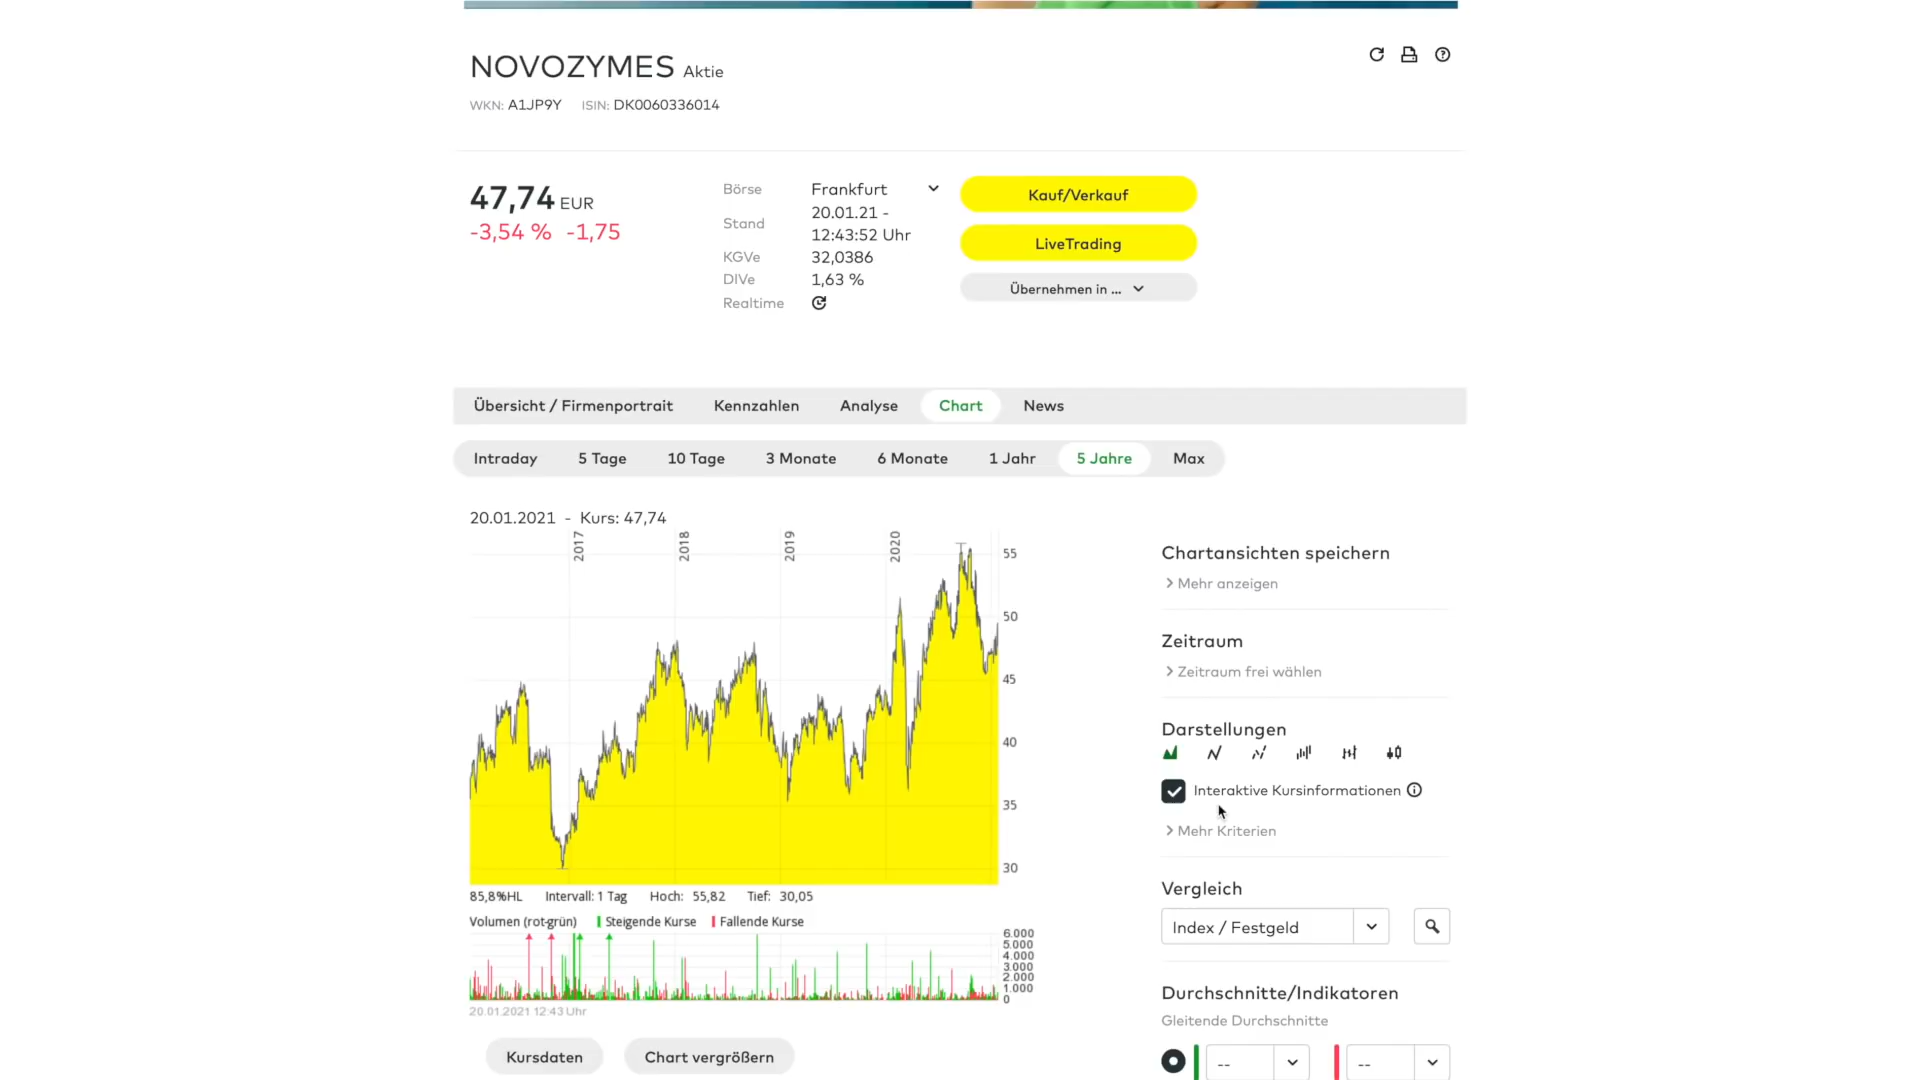 NOVOZYMES Aktie
WKN: A1JP9Y ISIN: DK0060336014
47,74 EUR
-3,54 % -1,75
Börse Frankfurt
Stand 20.01.21 -
12:43:52 Uhr
KGVe 32,0386
DIVe 1,63 %
Realtime
Kauf/Verkauf
LiveTrading
Übernehmen in ...
Übersicht / Firmenportrait Kennzahlen Analyse Chart News
Intraday 5 Tage 10 Tage 3 Monate 6 Monate 1 Jahr 5 Jahre Max
20.01.2021 - Kurs: 47,74
2017 2018 2019 2020
55
50
45
40
35
30
85,8%HL Intervall: 1 Tag Hoch: 55,82 Tief: 30,05
Volumen (rot-grün) Steigende Kurse Fallende Kurse
6.000
5.000
4.000
3.000
2.000
1.000
0
20.01.2021 12:43 Uhr
Kursdaten Chart vergrößern
Chartansichten speichern
Mehr anzeigen
Zeitraum
Zeitraum frei wählen
Darstellungen
Interaktive Kursinformationen
Mehr Kriterien
Vergleich
Index / Festgeld
Durchschnitte/Indikatoren
Gleitende Durchschnitte
-- --